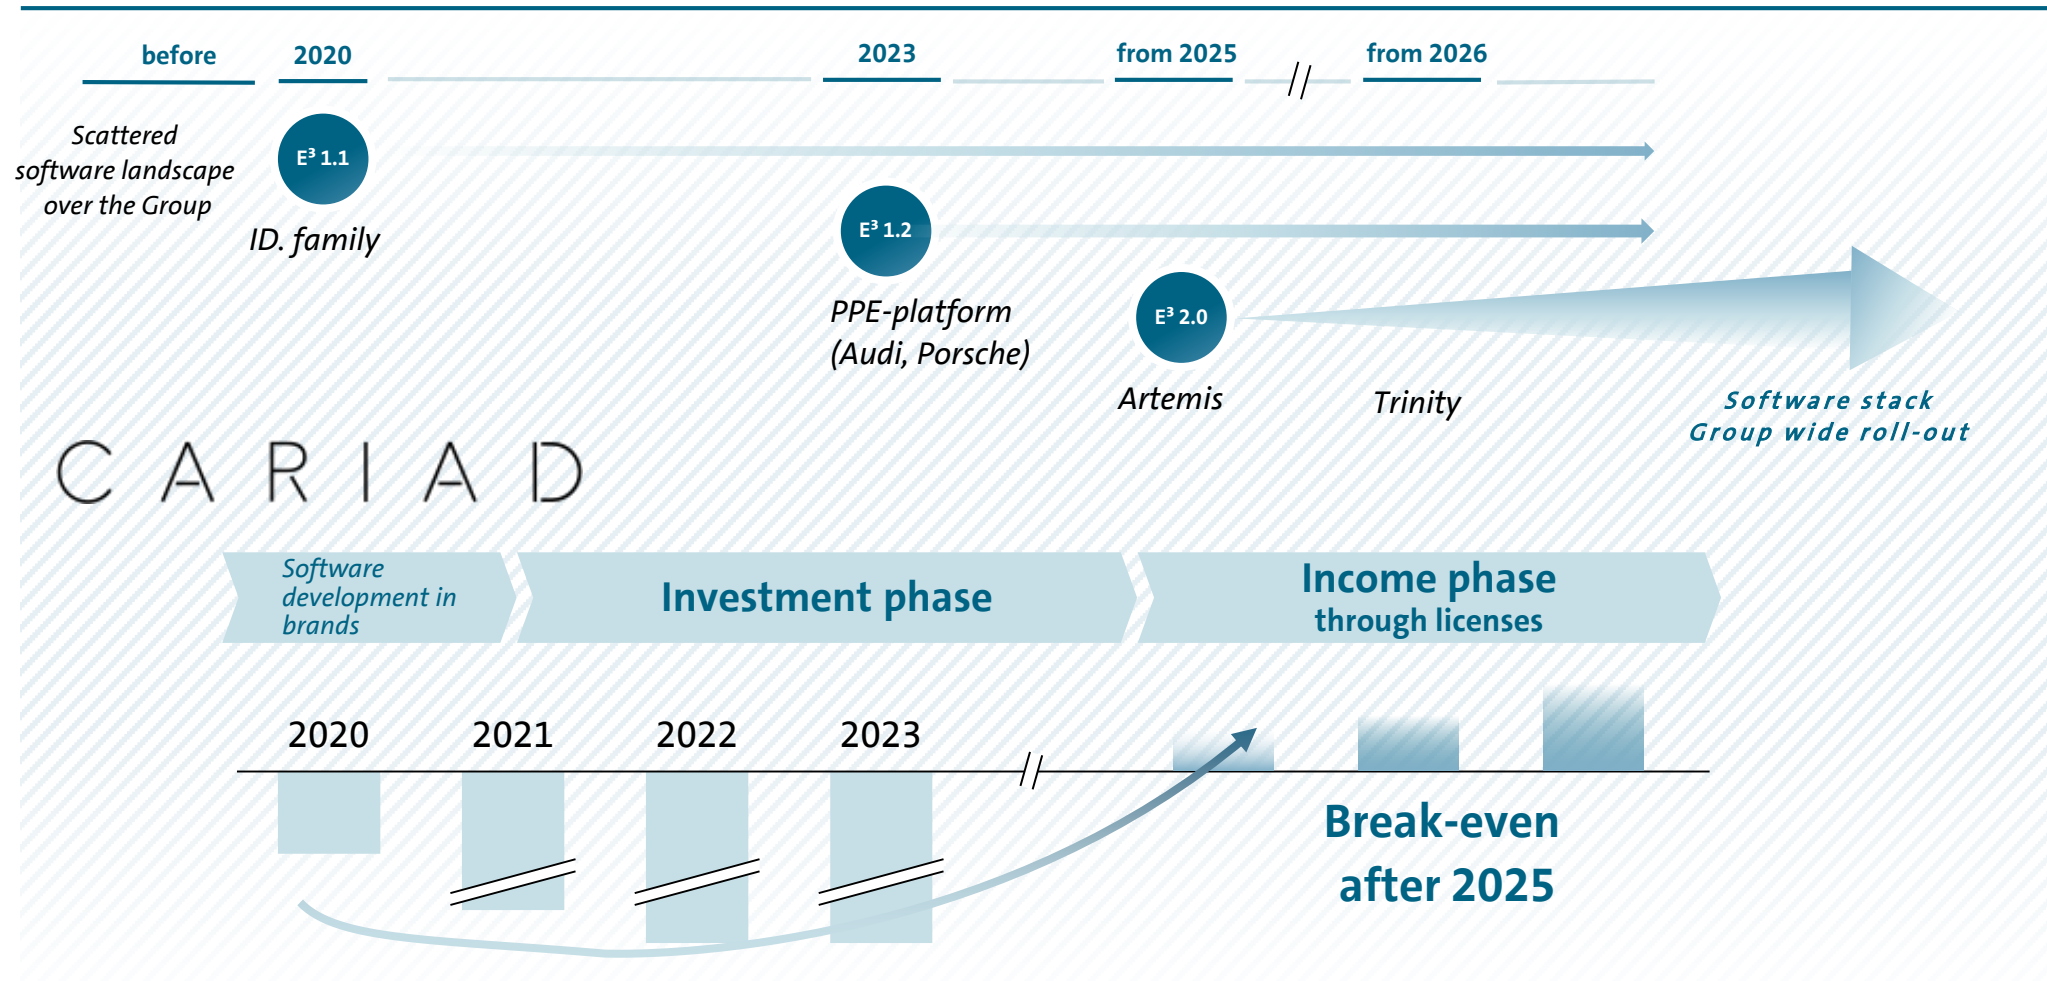 before 2020 2023 from 2025 from 2026
Scattered
software landscape
over the Group
E³ 1.1
ID. family
E³ 1.2
PPE-platform
(Audi, Porsche)
E³ 2.0
Artemis
Trinity
Software stack
Group wide roll-out
CARIAD
Software
development in
brands
Investment phase
Income phase
through licenses
2020 2021 2022 2023
Break-even
after 2025